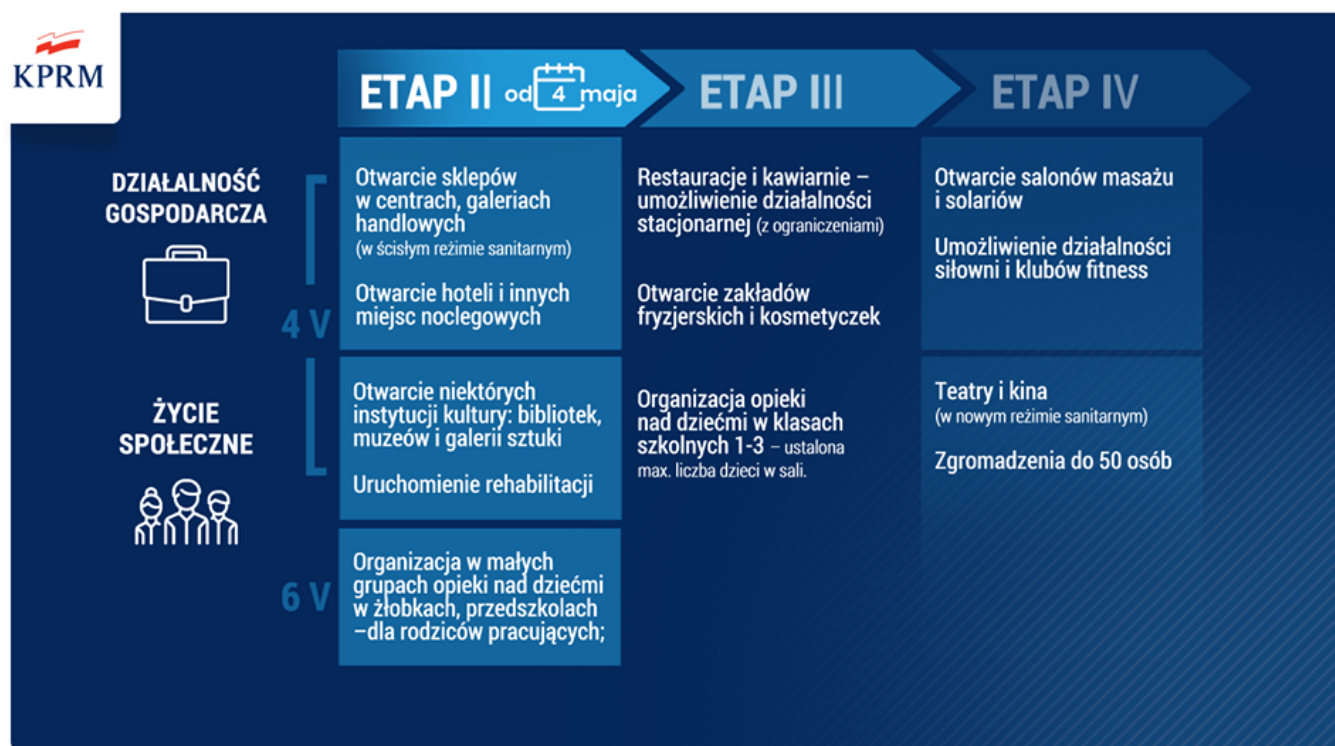 KPRM
ETAP II od 4 maja
ETAP III
ETAP IV
DZIAŁALNOŚĆ
GOSPODARCZA
4 V
Otwarcie sklepów
w centrach, galeriach
handlowych
(w ścisłym reżimie sanitarnym)
Otwarcie hoteli i innych
miejsc noclegowych
Restauracje i kawiarnie –
umożliwienie działalności
stacjonarnej (z ograniczeniami)
Otwarcie zakładów
fryzjerskich i kosmetyczek
Otwarcie salonów masażu
i solariów
Umożliwienie działalności
siłowni i klubów fitness
ŻYCIE
SPOŁECZNE
Otwarcie niektórych
instytucji kultury: bibliotek,
muzeów i galerii sztuki
Uruchomienie rehabilitacji
Organizacja opieki
nad dziećmi w klasach
szkolnych 1-3 – ustalona
max. liczba dzieci w sali.
Teatry i kina
(w nowym reżimie sanitarnym)
Zgromadzenia do 50 osób
6 V
Organizacja w małych
grupach opieki nad dziećmi
w żłobkach, przedszkolach
–dla rodziców pracujących;